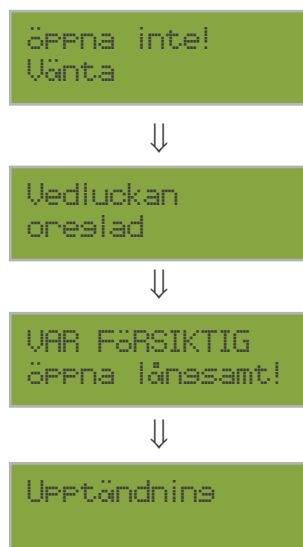 öppna inte!
Vänta
⇓
Vedluckan
oreglad
⇓
VAR FöRSIKTIG
öppna långsamt!
⇓
Upptändning